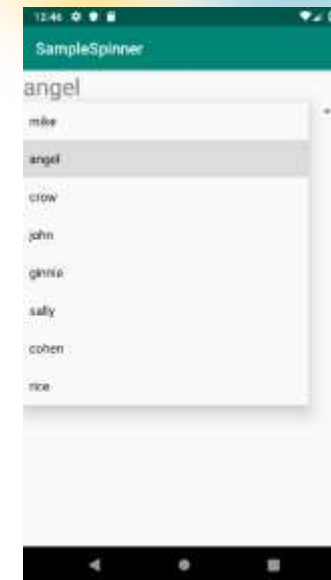 12:46
SampleSpinner
angel
mike
angel
crow
john
ginnie
sally
cohen
rice